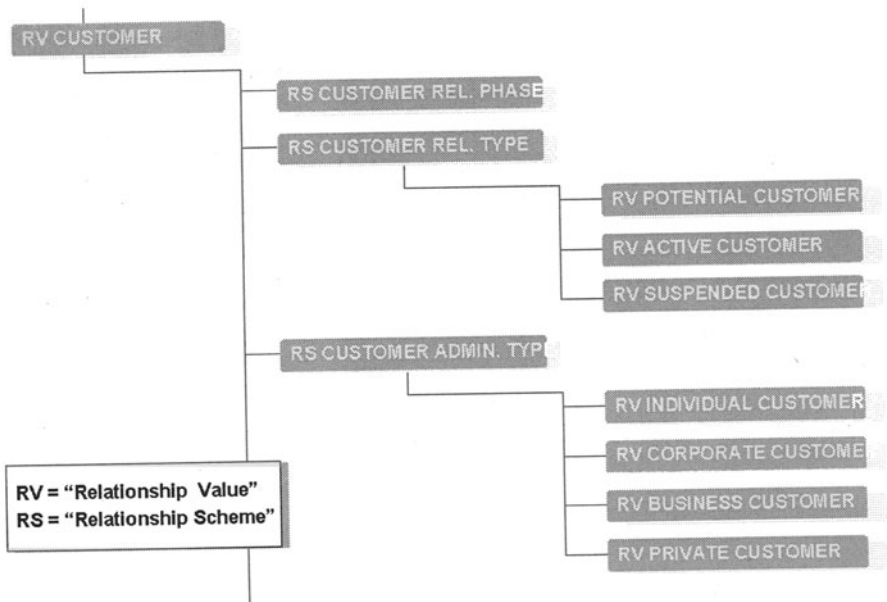 RV CUSTOMER
RS CUSTOMER REL. PHASE
RS CUSTOMER REL. TYPE
RV POTENTIAL CUSTOMER
RV ACTIVE CUSTOMER
RV SUSPENDED CUSTOMER
RS CUSTOMER ADMIN. TYPE
RV INDIVIDUAL CUSTOMER
RV CORPORATE CUSTOME
RV BUSINESS CUSTOMER
RV PRIVATE CUSTOMER
RV = “Relationship Value”
RS = “Relationship Scheme”